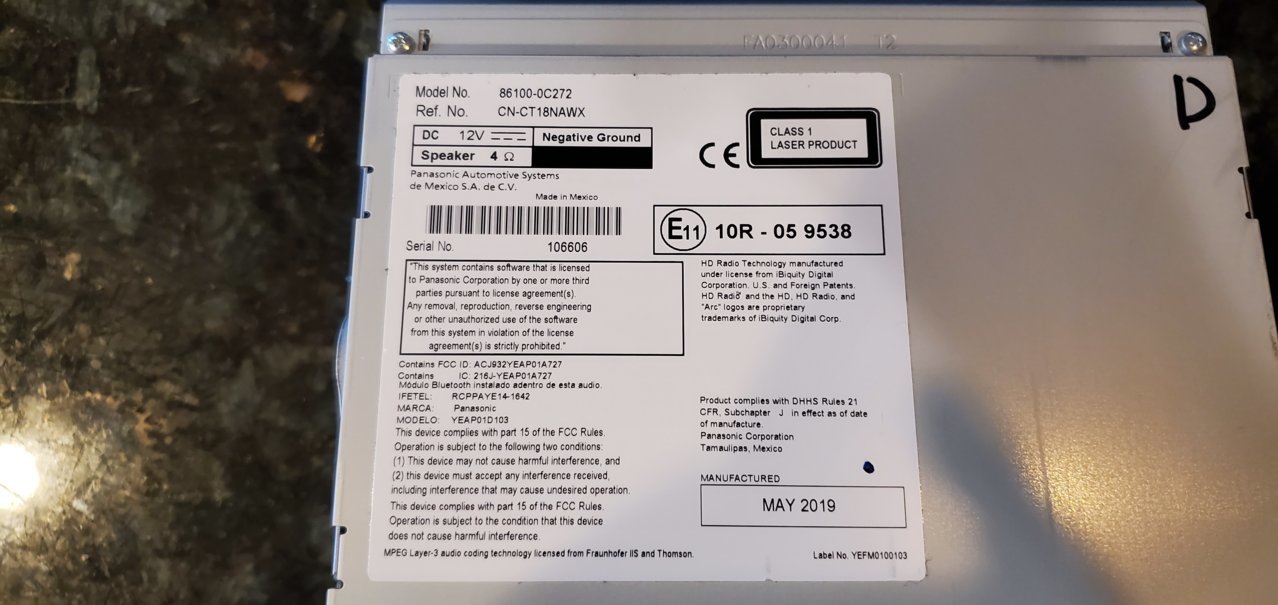 FA0300041 T2
D
Model No. 86100-0C272
Ref. No. CN-CT18NAWX
DC 12V Negative Ground
Speaker 4 Ω
CLASS 1
LASER PRODUCT
CE
Panasonic Automotive Systems
de Mexico S.A. de C.V.
Made in Mexico
Serial No. 106606
E11 10R - 05 9538
"This system contains software that is licensed
to Panasonic Corporation by one or more third
parties pursuant to license agreement(s).
Any removal, reproduction, reverse engineering
or other unauthorized use of the software
from this system in violation of the license
agreement(s) is strictly prohibited."
HD Radio Technology manufactured
under license from iBiquity Digital
Corporation. U.S. and Foreign Patents.
HD Radio® and the HD, HD Radio, and
"Arc" logos are proprietary
trademarks of iBiquity Digital Corp.
Contains FCC ID: ACJ932YEAP01A727
Contains IC: 216J-YEAP01A727
Módulo Bluetooth instalado adentro de esta audio.
IFETEL: RCPPAYE14-1642
MARCA: Panasonic
MODELO: YEAP01D103
This device complies with part 15 of the FCC Rules.
Operation is subject to the following two conditions:
(1) This device may not cause harmful interference, and
(2) this device must accept any interference received,
including interference that may cause undesired operation.
This device complies with part 15 of the FCC Rules.
Operation is subject to the condition that this device
does not cause harmful interference.
Product complies with DHHS Rules 21
CFR, Subchapter J in effect as of date
of manufacture.
Panasonic Corporation
Tamaulipas, Mexico
MANUFACTURED
MAY 2019
MPEG Layer-3 audio coding technology licensed from Fraunhofer IIS and Thomson.
Label No. YEFM0100103